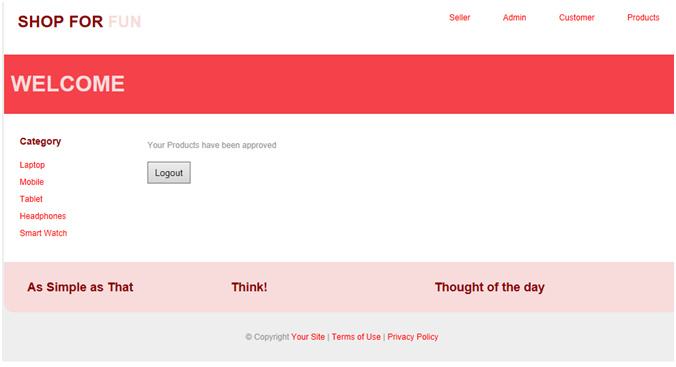 SHOP FOR FUN
Seller Admin Customer Products
WELCOME
Category
Laptop
Mobile
Tablet
Headphones
Smart Watch
Your Products have been approved
Logout
As Simple as That
Think!
Thought of the day
© Copyright Your Site | Terms of Use | Privacy Policy